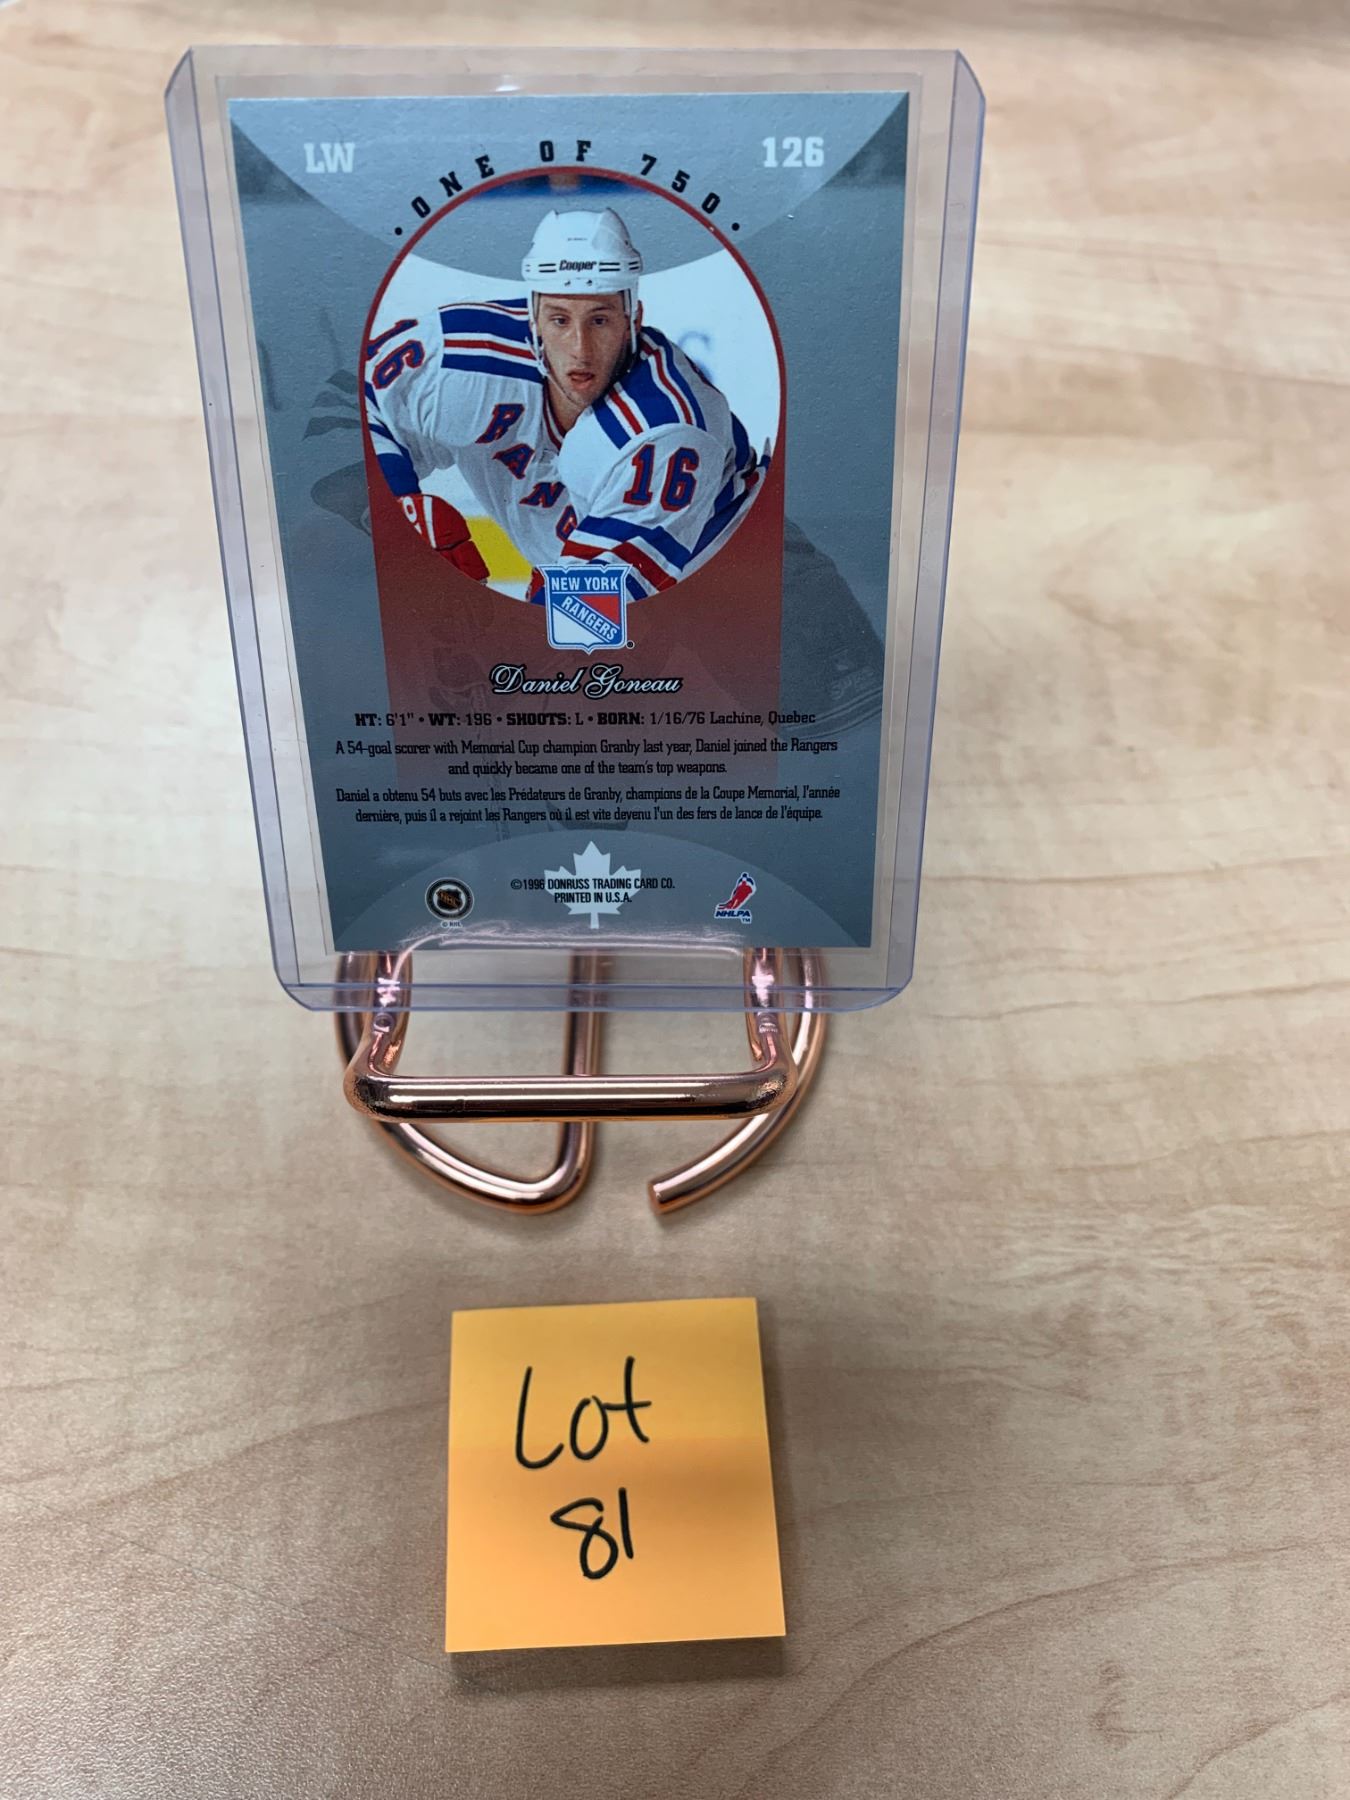 LW
126
• ONE OF 750 •
Cooper
16
RANG
16
NEW YORK
RANGERS
Daniel Goneau
HT: 6'1" • WT: 196 • SHOOTS: L • BORN: 1/16/76 Lachine, Quebec
A 54-goal scorer with Memorial Cup champion Granby last year, Daniel joined the Rangers
and quickly became one of the team's top weapons.
Daniel a obtenu 54 buts avec les Prédateurs de Granby, champions de la Coupe Memorial, l'année
dernière, puis il a rejoint les Rangers où il est vite devenu l'un des fers de lance de l'équipe.
©1996 DONRUSS TRADING CARD CO.
PRINTED IN U.S.A.
© NHL
NHLPA
TM
Lot
81